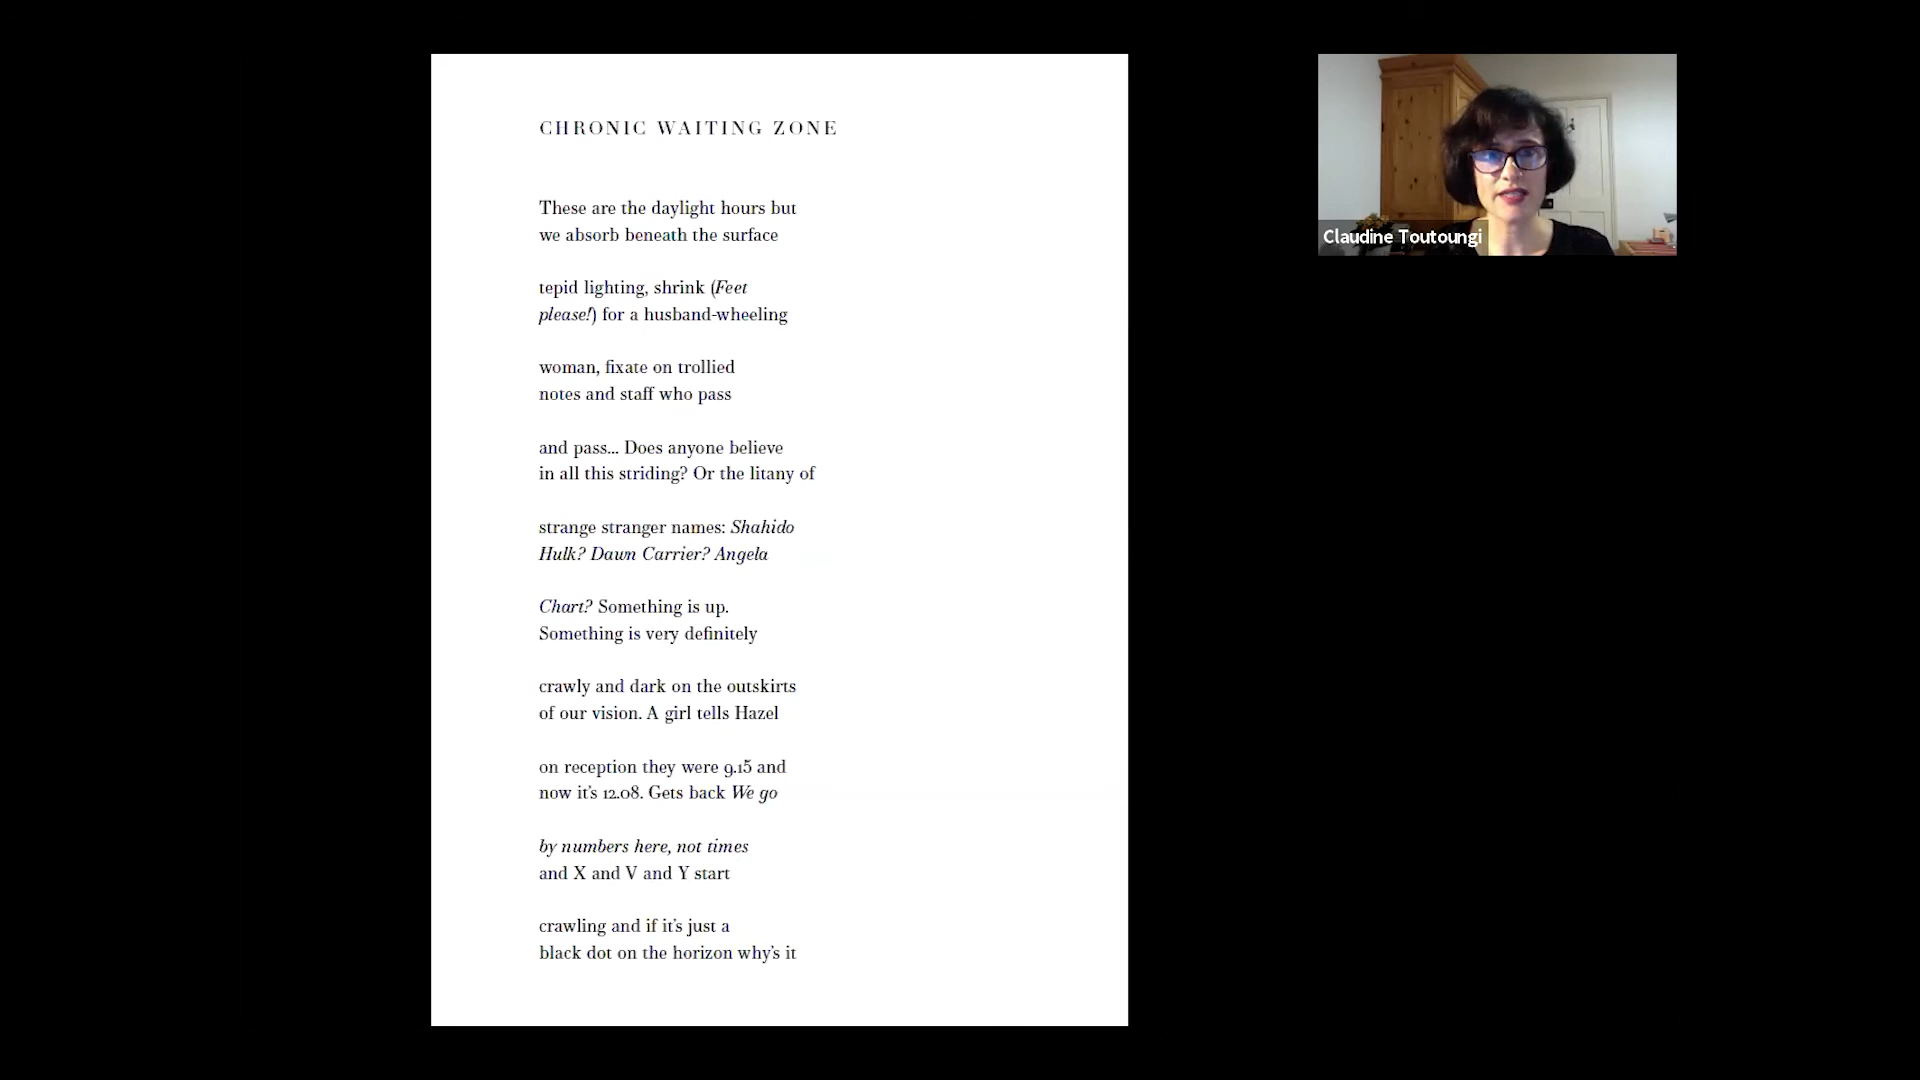 CHRONIC WAITING ZONE
These are the daylight hours but
we absorb beneath the surface
tepid lighting, shrink (Feet
please!) for a husband-wheeling
woman, fixate on trollied
notes and staff who pass
and pass... Does anyone believe
in all this striding? Or the litany of
strange stranger names: Shahido
Hulk? Dawn Carrier? Angela
Chart? Something is up.
Something is very definitely
crawly and dark on the outskirts
of our vision. A girl tells Hazel
on reception they were 9.15 and
now it's 12.08. Gets back We go
by numbers here, not times
and X and V and Y start
crawling and if it's just a
black dot on the horizon why's it
Claudine Toutoungi